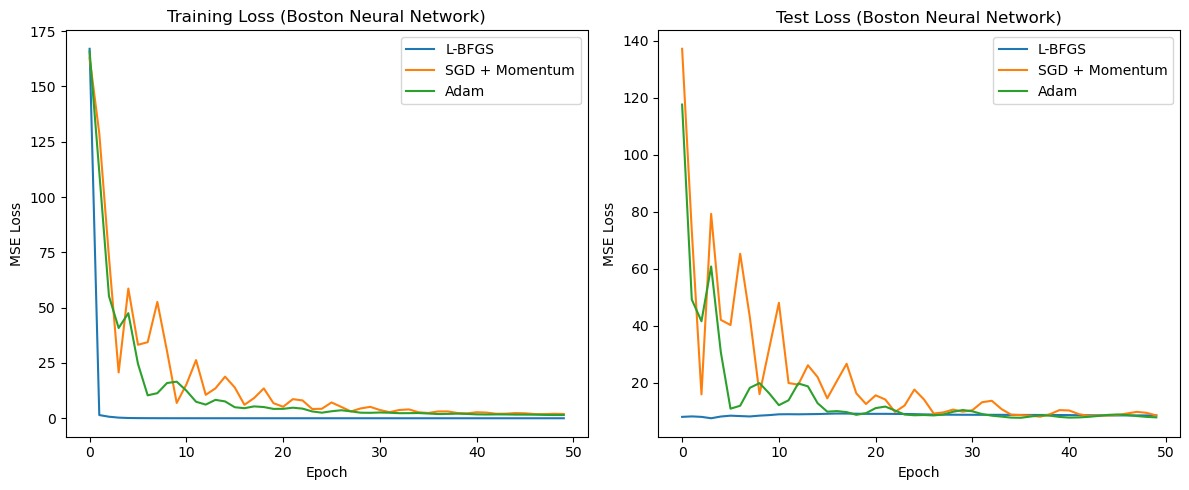 Training Loss (Boston Neural Network)
175
150
125
100
75
50
25
0
MSE Loss
L-BFGS
SGD + Momentum
Adam
0 10 20 30 40 50
Epoch
Test Loss (Boston Neural Network)
140
120
100
80
60
40
20
MSE Loss
L-BFGS
SGD + Momentum
Adam
0 10 20 30 40 50
Epoch